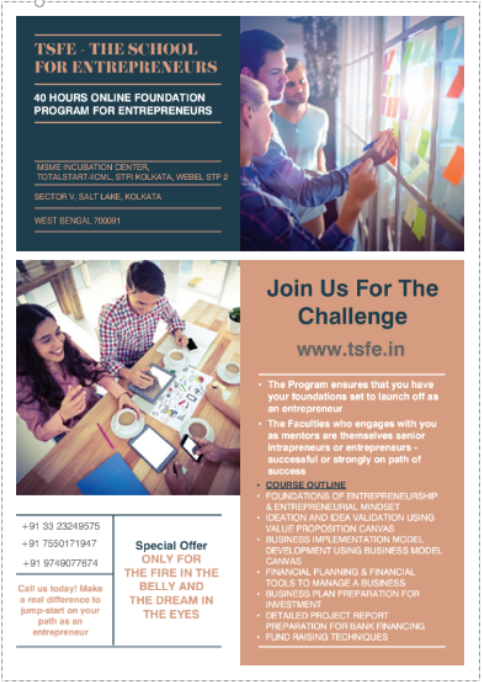 TSFE - THE SCHOOL
FOR ENTREPRENEURS
40 HOURS ONLINE FOUNDATION
PROGRAM FOR ENTREPRENEURS
MSME INCUBATION CENTER,
TOTALSTART-IICML, STPI KOLKATA, WEBEL STP 2
SECTOR V, SALT LAKE, KOLKATA
WEST BENGAL 700091
Join Us For The
Challenge
www.tsfe.in
• The Program ensures that you have
your foundations set to launch off as
an entrepreneur
• The Faculties who engages with you
as mentors are themselves senior
intrapreneurs or entrepreneurs -
successful or strongly on path of
success
• COURSE OUTLINE
• FOUNDATIONS OF ENTREPRENEURSHIP
& ENTREPRENEURIAL MINDSET
• IDEATION AND IDEA VALIDATION USING
VALUE PROPOSITION CANVAS
• BUSINESS IMPLEMENTATION MODEL
DEVELOPMENT USING BUSINESS MODEL
CANVAS
• FINANCIAL PLANNING & FINANCIAL
TOOLS TO MANAGE A BUSINESS
• BUSINESS PLAN PREPARATION FOR
INVESTMENT
• DETAILED PROJECT REPORT
PREPARATION FOR BANK FINANCING
• FUND RAISING TECHNIQUES
+91 33 23249575
+91 7550171947
+91 9749077674
Call us today! Make
a real difference to
jump-start on your
path as an
entrepreneur
Special Offer
ONLY FOR
THE FIRE IN THE
BELLY AND
THE DREAM IN
THE EYES